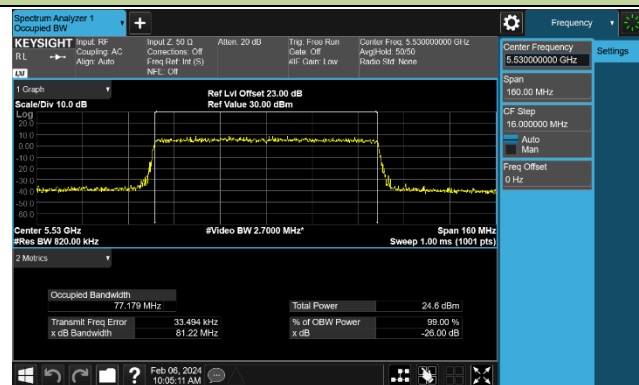 Spectrum Analyzer 1
Occupied BW
+
Frequency
KEYSIGHT
RL
LXI
Input: RF
Coupling: AC
Align: Auto
Input Z: 50 Ω
Corrections: Off
Freq Ref: Int (S)
NFE: Off
Atten: 20 dB
Trig: Free Run
Gate: Off
#IF Gain: Low
Center Freq: 5.530000000 GHz
Avg|Hold: 50/50
Radio Std: None
Center Frequency
5.530000000 GHz
Settings
Span
160.00 MHz
CF Step
16.000000 MHz
Auto
Man
Freq Offset
0 Hz
1 Graph
Scale/Div 10.0 dB
Ref Lvl Offset 23.00 dB
Ref Value 30.00 dBm
Log
20.0
10.0
0.00
-10.0
-20.0
-30.0
-40.0
-50.0
-60.0
Center 5.53 GHz
#Video BW 2.7000 MHz*
Span 160 MHz
#Res BW 820.00 kHz
Sweep 1.00 ms (1001 pts)
2 Metrics
Occupied Bandwidth
77.179 MHz
Total Power 24.6 dBm
Transmit Freq Error 33.494 kHz
% of OBW Power 99.00 %
x dB Bandwidth 81.22 MHz
x dB -26.00 dB
?
Feb 06, 2024
10:05:11 AM